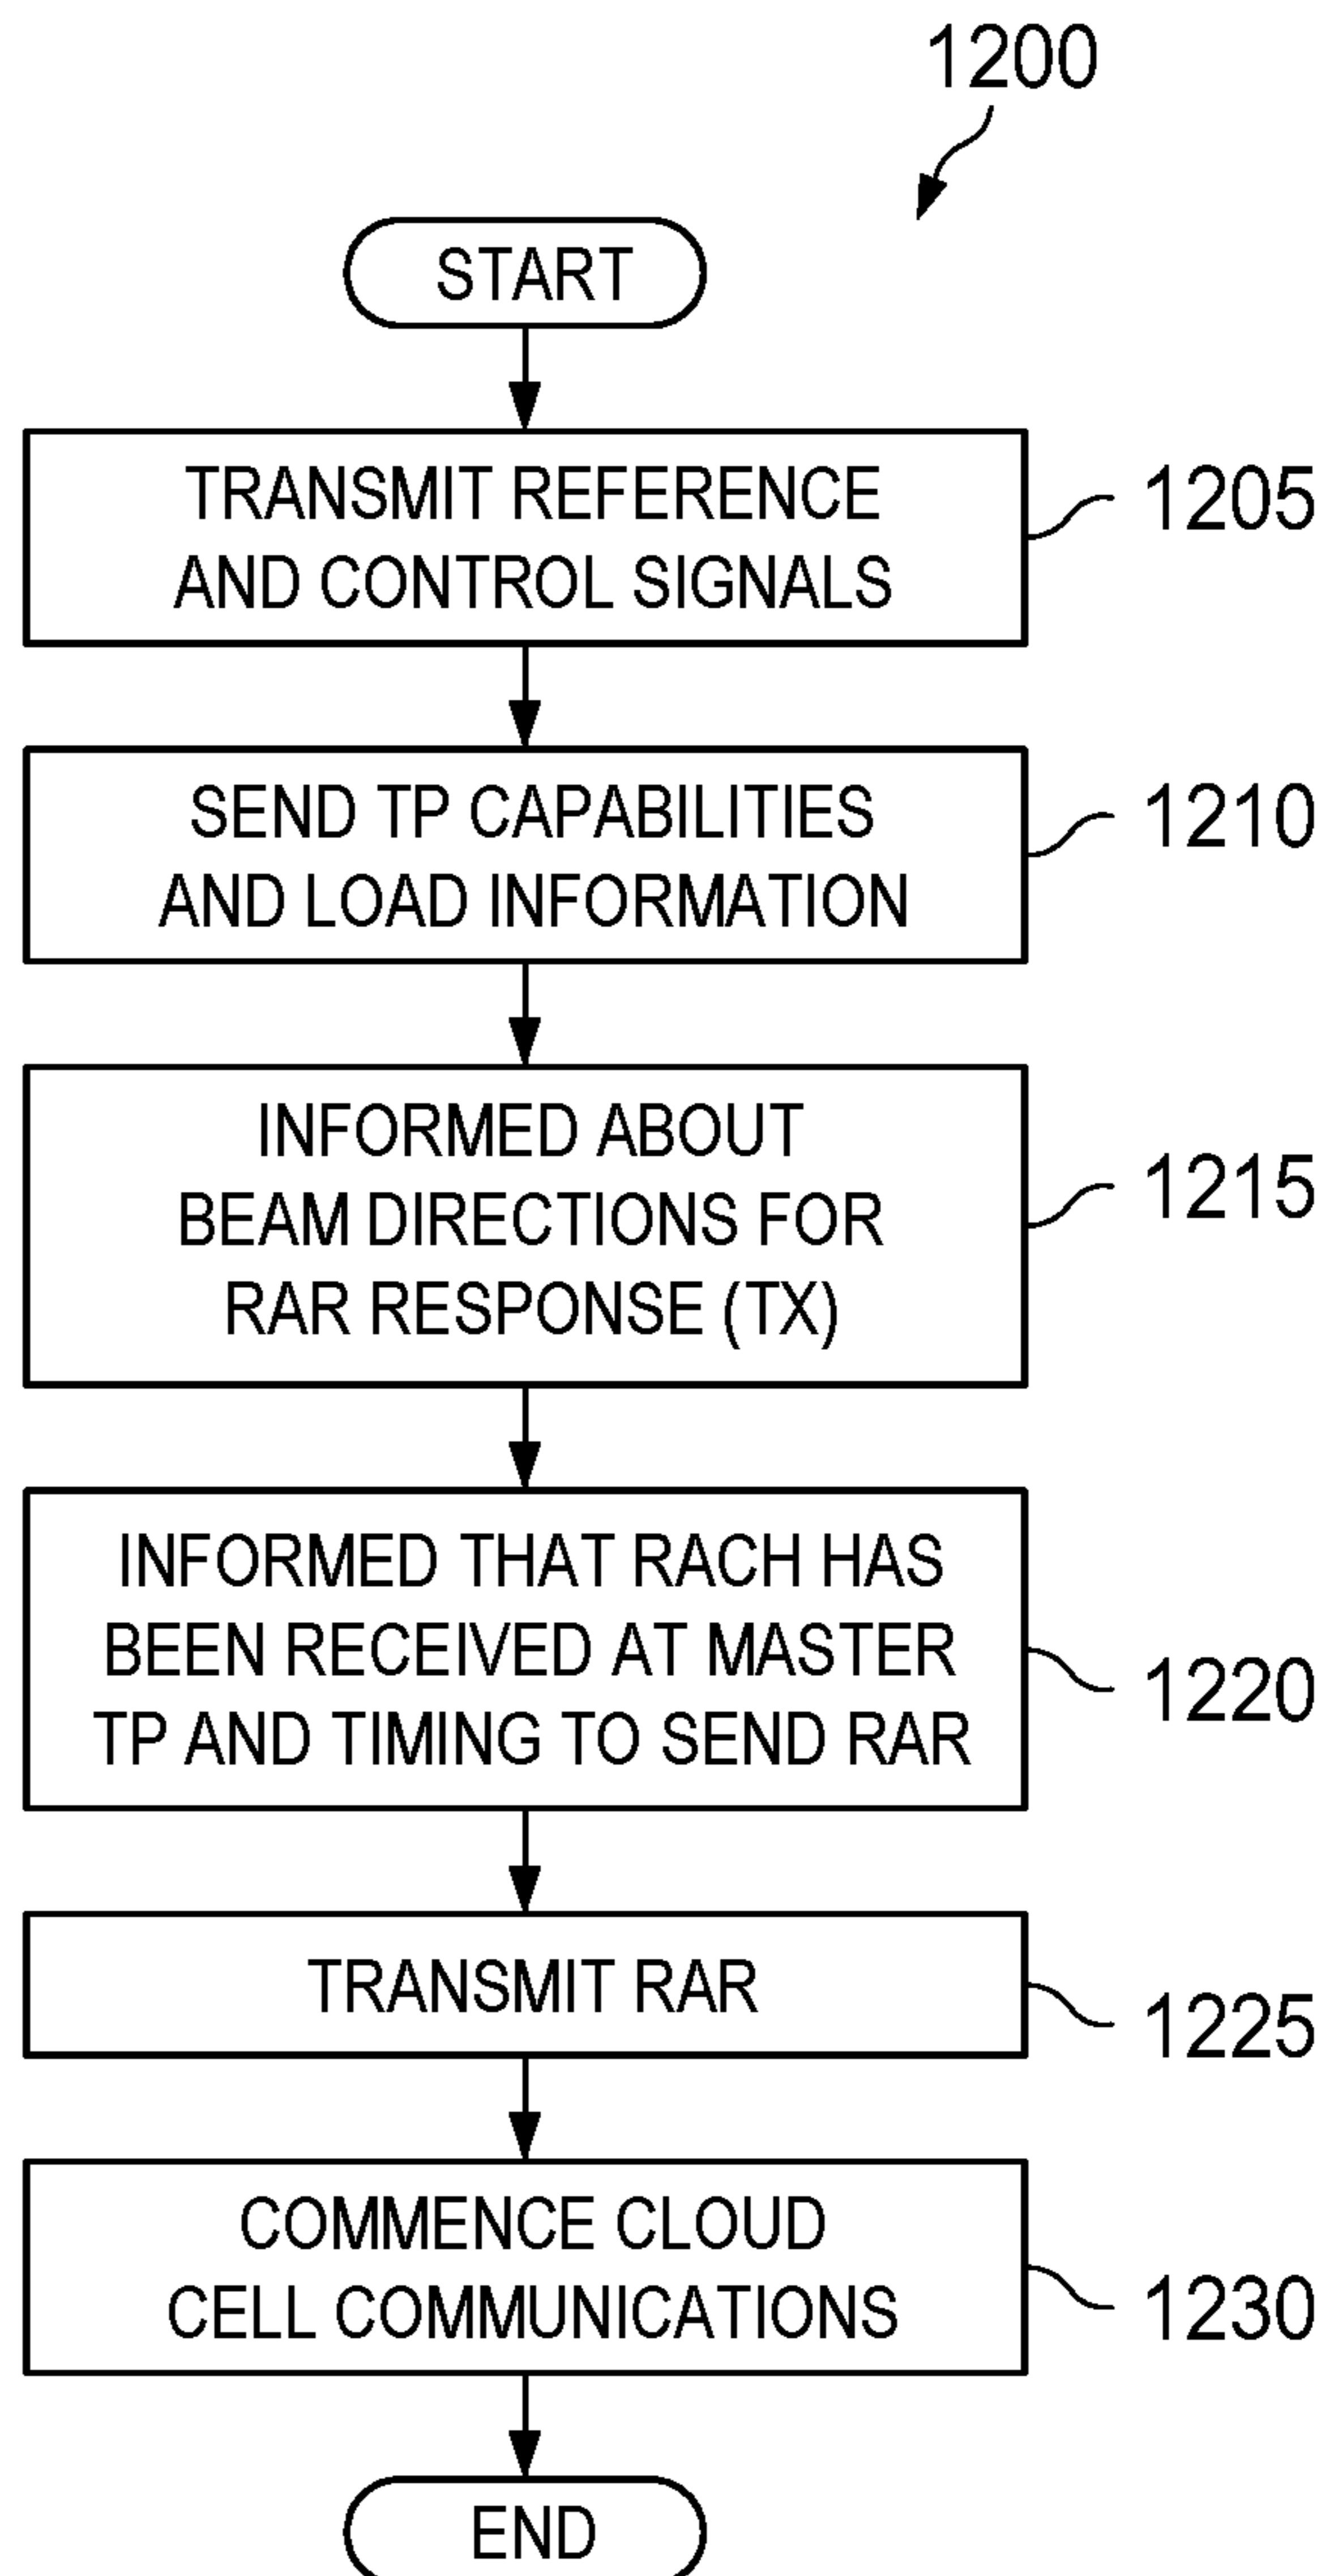 1200
START
TRANSMIT REFERENCE
AND CONTROL SIGNALS
1205
SEND TP CAPABILITIES
AND LOAD INFORMATION
1210
INFORMED ABOUT
BEAM DIRECTIONS FOR
RAR RESPONSE (TX)
1215
INFORMED THAT RACH HAS
BEEN RECEIVED AT MASTER
TP AND TIMING TO SEND RAR
1220
TRANSMIT RAR
1225
COMMENCE CLOUD
CELL COMMUNICATIONS
1230
END